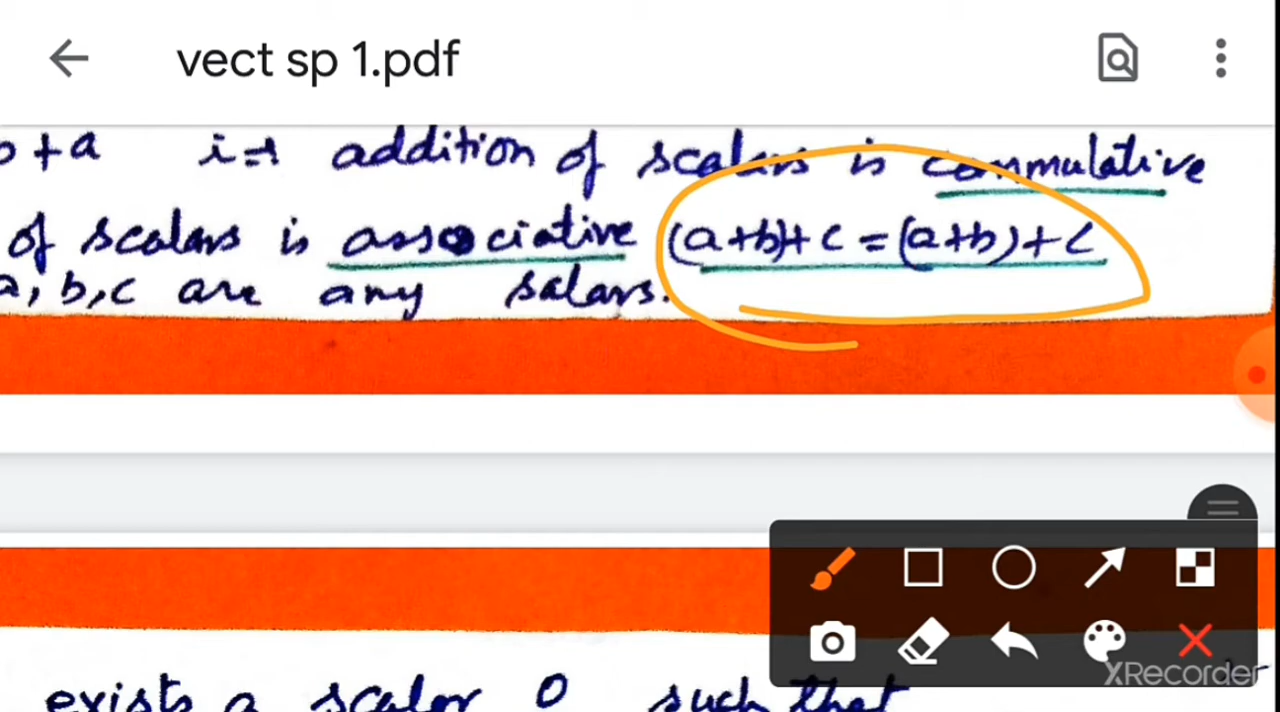 vect sp 1.pdf
b+a i.e addition of scalars is commulative
of scalars is associative (a+b)+c=(a+b)+c
a, b, c are any salars.
exists a scalar 0 such that
XRecorder